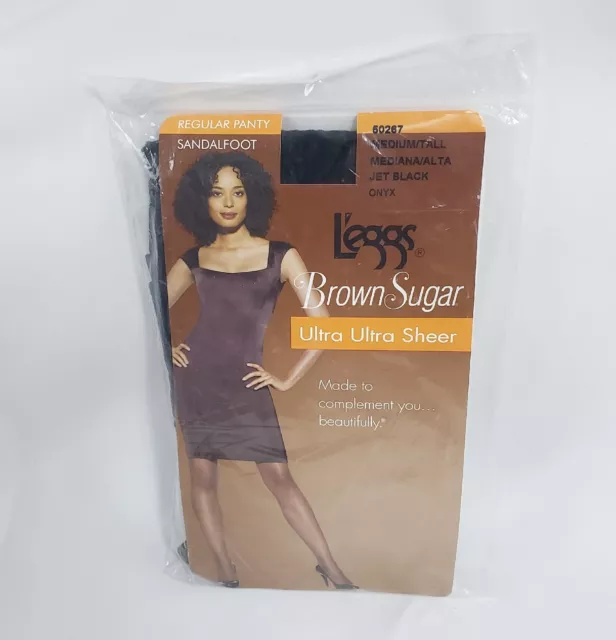 REGULAR PANTY
SANDALFOOT
60267
MEDIUM/TALL
MEDIANA/ALTA
JET BLACK
ONYX
L'eggs®
Brown Sugar
Ultra Ultra Sheer
Made to
complement you...
beautifully.®